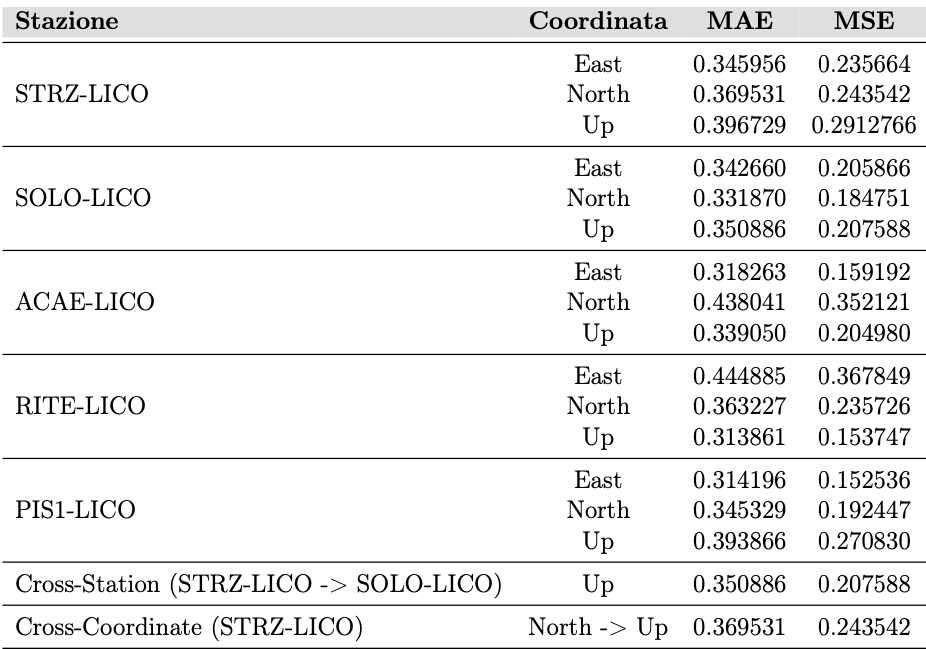 Stazione Coordinata MAE MSE
East 0.345956 0.235664
STRZ-LICO North 0.369531 0.243542
Up 0.396729 0.2912766
East 0.342660 0.205866
SOLO-LICO North 0.331870 0.184751
Up 0.350886 0.207588
East 0.318263 0.159192
ACAE-LICO North 0.438041 0.352121
Up 0.339050 0.204980
East 0.444885 0.367849
RITE-LICO North 0.363227 0.235726
Up 0.313861 0.153747
East 0.314196 0.152536
PIS1-LICO North 0.345329 0.192447
Up 0.393866 0.270830
Cross-Station (STRZ-LICO -> SOLO-LICO) Up 0.350886 0.207588
Cross-Coordinate (STRZ-LICO) North -> Up 0.369531 0.243542